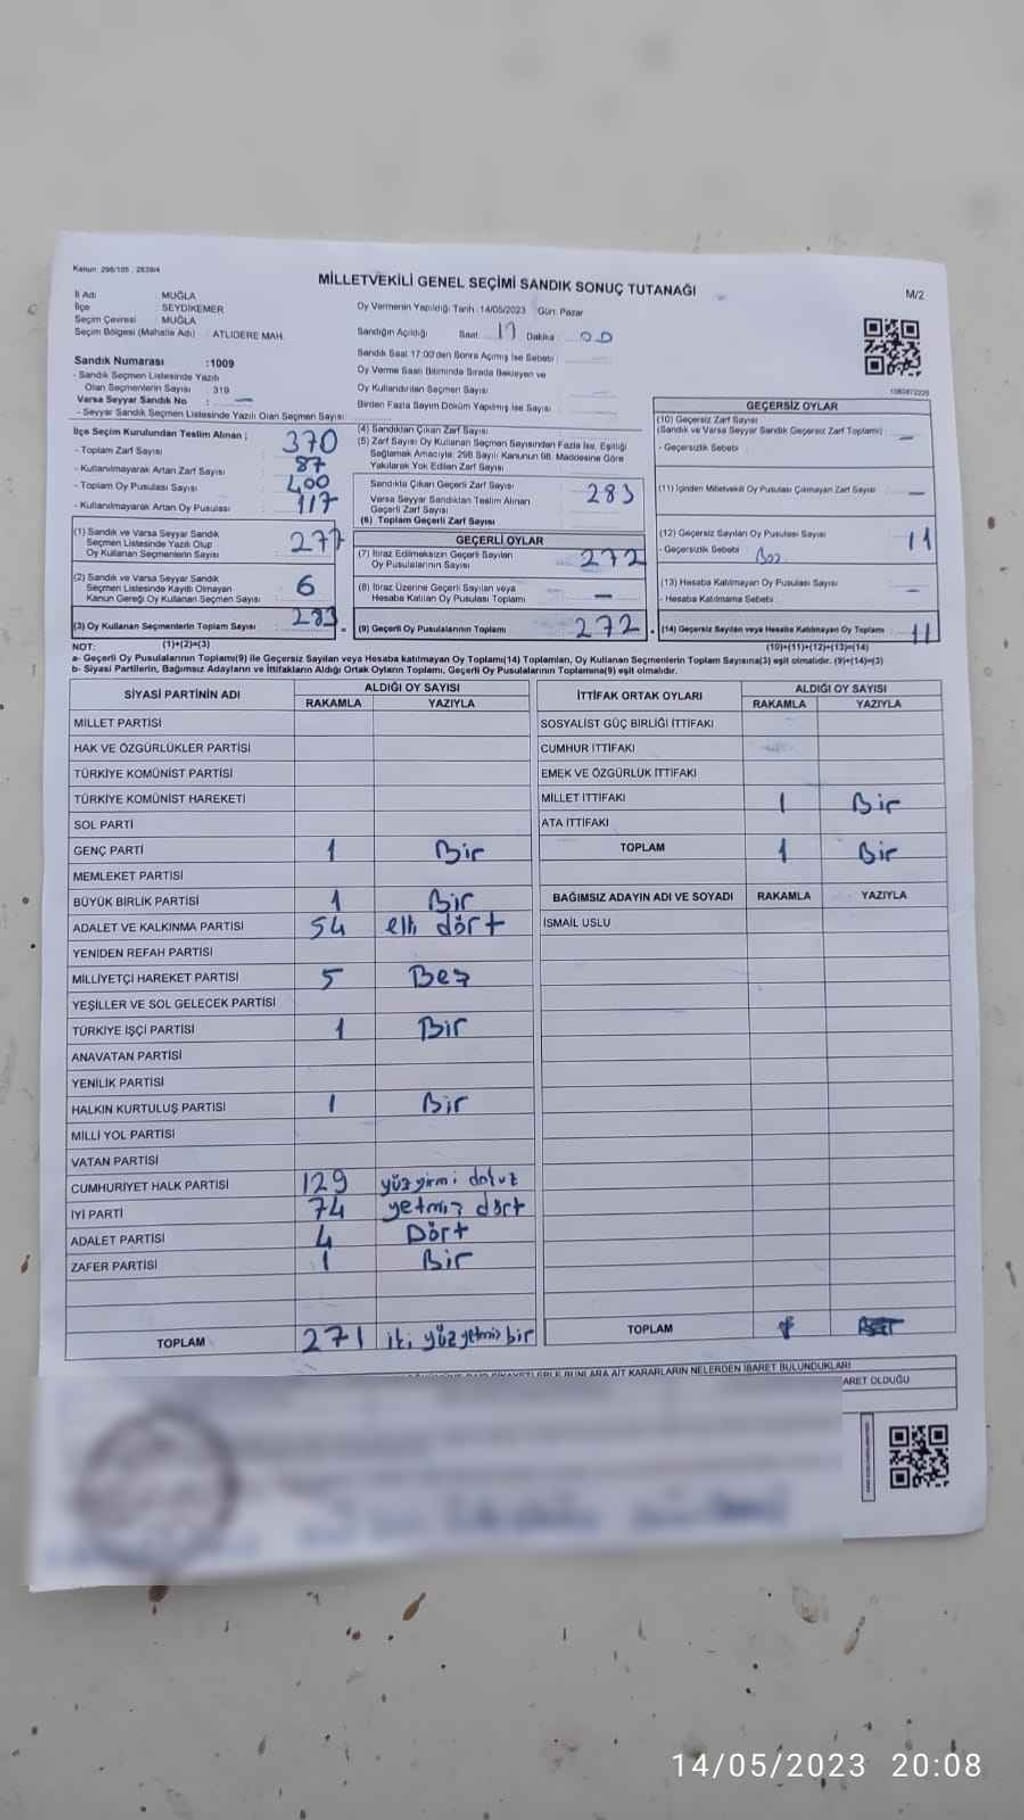 Kanun: 298/105 , 2839/4
MİLLETVEKİLİ GENEL SEÇİMİ SANDIK SONUÇ TUTANAĞI
M/2
İl Adı : MUĞLA
İlçe : SEYDİKEMER
Seçim Çevresi : MUĞLA
Seçim Bölgesi (Mahalle Adı) : ATLIDERE MAH.
Oy Vermenin Yapıldığı Tarih :14/05/2023 Gün: Pazar
Sandığın Açıldığı Saat 17 Dakika 00
Sandık Saat 17:00'den Sonra Açılmış İse Sebebi
Oy Verme Saati Bitiminde Sırada Bekleyen ve
Oy Kullandırılan Seçmen Sayısı
Birden Fazla Sayım Döküm Yapılmış İse Sayısı
Sandık Numarası :1009
- Sandık Seçmen Listesinde Yazılı
Olan Seçmenlerin Sayısı : 319
Varsa Seyyar Sandık No : —
- Seyyar Sandık Seçmen Listesinde Yazılı Olan Seçmen Sayısı:
İlçe Seçim Kurulundan Teslim Alınan ;
- Toplam Zarf Sayısı 370
- Kullanılmayarak Artan Zarf Sayısı 87
- Toplam Oy Pusulası Sayısı 400
- Kullanılmayarak Artan Oy Pusulası 117
(1) Sandık ve Varsa Seyyar Sandık
Seçmen Listesinde Yazılı Olup
Oy Kullanan Seçmenlerin Sayısı 277
(2) Sandık ve Varsa Seyyar Sandık
Seçmen Listesinde Kayıtlı Olmayan
Kanun Gereği Oy Kullanan Seçmen Sayısı 6
(3) Oy Kullanan Seçmenlerin Toplam Sayısı 283
(1)+(2)=(3)
(4) Sandıktan Çıkan Zarf Sayısı
(5) Zarf Sayısı Oy Kullanan Seçmen Sayısından Fazla İse, Eşitliği
Sağlamak Amacıyla; 298 Sayılı Kanunun 98. Maddesine Göre
Yakılarak Yok Edilen Zarf Sayısı
Sandıkta Çıkan Geçerli Zarf Sayısı 283
Varsa Seyyar Sandıktan Teslim Alınan
Geçerli Zarf Sayısı
(6) Toplam Geçerli Zarf Sayısı
GEÇERLİ OYLAR
(7) İtiraz Edilmeksizin Geçerli Sayılan
Oy Pusulalarının Sayısı 272
(8) İtiraz Üzerine Geçerli Sayılan veya
Hesaba Katılan Oy Pusulası Toplamı —
(9) Geçerli Oy Pusulalarının Toplamı 272
GEÇERSİZ OYLAR
(10) Geçersiz Zarf Sayısı
(Sandık ve Varsa Seyyar Sandık Geçersiz Zarf Toplamı) —
- Geçersizlik Sebebi
(11) İçinden Milletvekili Oy Pusulası Çıkmayan Zarf Sayısı —
(12) Geçersiz Sayılan Oy Pusulası Sayısı 11
- Geçersizlik Sebebi
(13) Hesaba Katılmayan Oy Pusulası Sayısı —
- Hesaba Katılmama Sebebi
(14) Geçersiz Sayılan veya Hesaba Katılmayan Oy Toplamı 11
(10)+(11)+(12)+(13)=(14)
NOT:
a- Geçerli Oy Pusulalarının Toplamı(9) ile Geçersiz Sayılan veya Hesaba katılmayan Oy Toplamı(14) Toplamları, Oy Kullanan Seçmenlerin Toplam Sayısına(3) eşit olmalıdır. (9)+(14)=(3)
b- Siyasi Partilerin, Bağımsız Adayların ve İttifakların Aldığı Ortak Oyların Toplamı, Geçerli Oy Pusulalarının Toplamına(9) eşit olmalıdır.
SİYASİ PARTİNİN ADI ALDIĞI OY SAYISI
RAKAMLA YAZIYLA
MİLLET PARTİSİ
HAK VE ÖZGÜRLÜKLER PARTİSİ
TÜRKİYE KOMÜNİST PARTİSİ
TÜRKİYE KOMÜNİST HAREKETİ
SOL PARTİ
GENÇ PARTİ 1 Bir
MEMLEKET PARTİSİ
BÜYÜK BİRLİK PARTİSİ 1 Bir
ADALET VE KALKINMA PARTİSİ 54 elli dört
YENİDEN REFAH PARTİSİ
MİLLİYETÇİ HAREKET PARTİSİ 5 Beş
YEŞİLLER VE SOL GELECEK PARTİSİ
TÜRKİYE İŞÇİ PARTİSİ 1 Bir
ANAVATAN PARTİSİ
YENİLİK PARTİSİ
HALKIN KURTULUŞ PARTİSİ 1 Bir
MİLLİ YOL PARTİSİ
VATAN PARTİSİ
CUMHURİYET HALK PARTİSİ 129 yüzyirmi dokuz
İYİ PARTİ 74 yetmiş dört
ADALET PARTİSİ 4 Dört
ZAFER PARTİSİ 1 Bir
TOPLAM 271 iki yüzyetmiş bir
İTTİFAK ORTAK OYLARI ALDIĞI OY SAYISI
RAKAMLA YAZIYLA
SOSYALİST GÜÇ BİRLİĞİ İTTİFAKI
CUMHUR İTTİFAKI
EMEK VE ÖZGÜRLÜK İTTİFAKI
MİLLET İTTİFAKI 1 Bir
ATA İTTİFAKI
TOPLAM 1 Bir
BAĞIMSIZ ADAYIN ADI VE SOYADI RAKAMLA YAZIYLA
İSMAİL USLU
TOPLAM
BUNLARA AİT KARARLARIN NELERDEN İBARET BULUNDUKLARI
OLDUĞU
14/05/2023 20:08